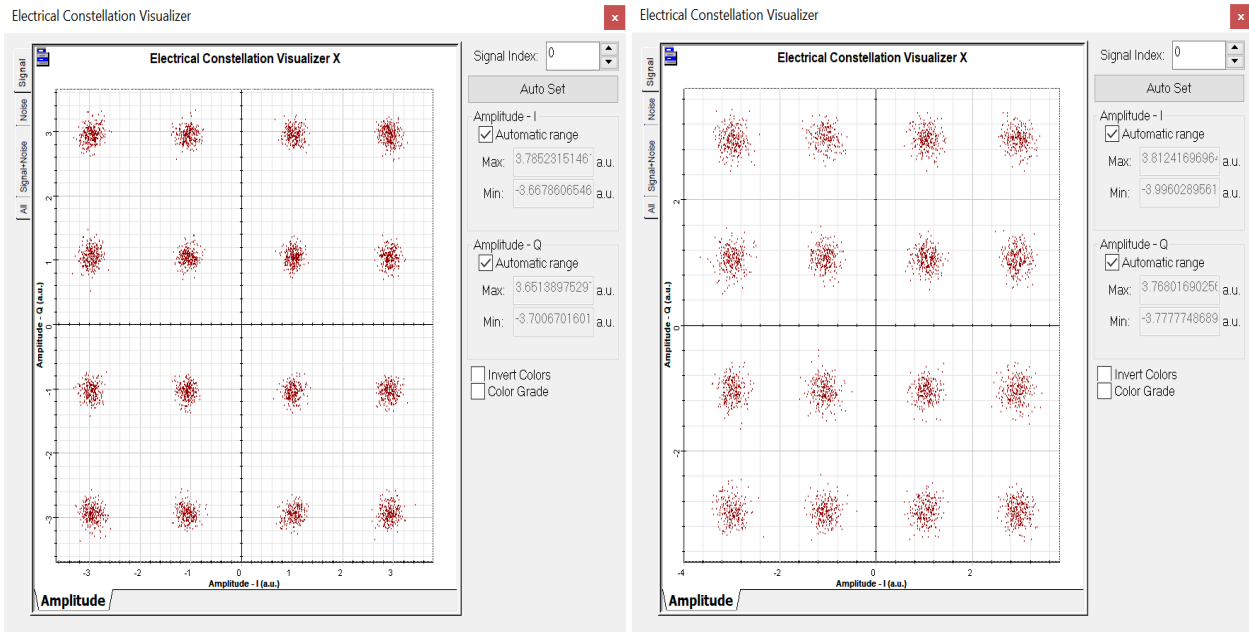 Electrical Constellation Visualizer
x
Electrical Constellation Visualizer X
Signal
Noise
Signal+Noise
All
Amplitude - Q (a.u.)
3
2
1
0
-1
-2
-3
-3
-2
-1
0
1
2
3
Amplitude - I (a.u.)
Amplitude
Signal Index:
0
Auto Set
Amplitude - I
Automatic range
Max: 3.7852315146 a.u.
Min: -3.6678606546 a.u.
Amplitude - Q
Automatic range
Max: 3.6513897529 a.u.
Min: -3.7006701601 a.u.
Invert Colors
Color Grade
Electrical Constellation Visualizer
x
Electrical Constellation Visualizer X
Signal
Noise
Signal+Noise
All
Amplitude - Q (a.u.)
2
0
-2
-4
-2
0
2
Amplitude - I (a.u.)
Amplitude
Signal Index:
0
Auto Set
Amplitude - I
Automatic range
Max: 3.8124169696 a.u.
Min: -3.9960289561 a.u.
Amplitude - Q
Automatic range
Max: 3.7680169025 a.u.
Min: -3.7777748689 a.u.
Invert Colors
Color Grade